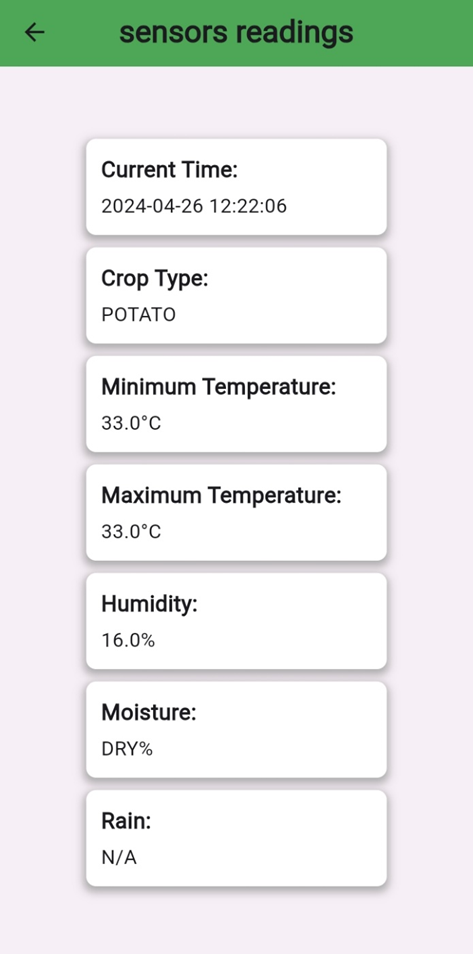 sensors readings
Current Time:
2024-04-26 12:22:06
Crop Type:
POTATO
Minimum Temperature:
33.0°C
Maximum Temperature:
33.0°C
Humidity:
16.0%
Moisture:
DRY%
Rain:
N/A